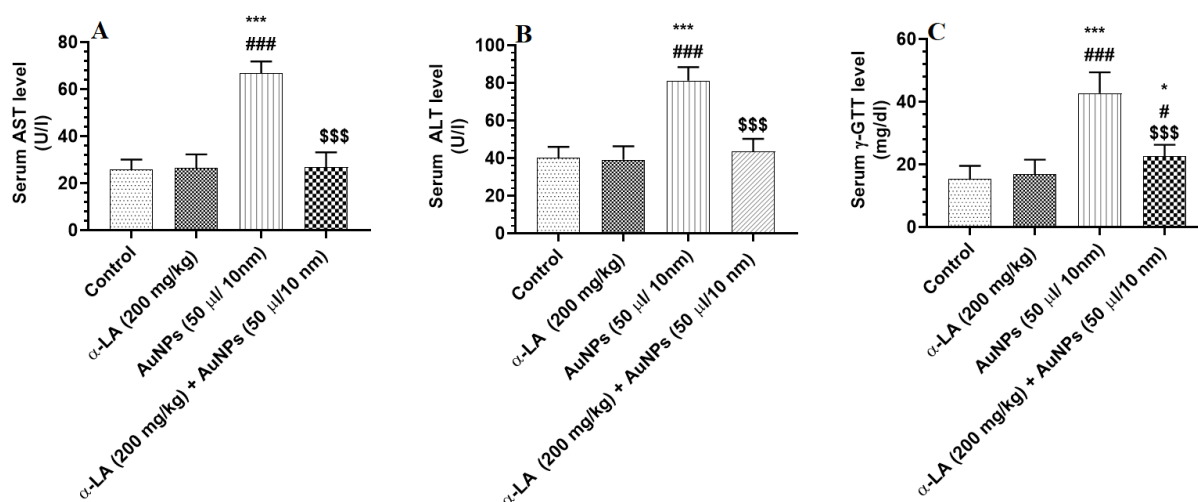 A
Serum AST level
(U/l)
80
60
40
20
0
***
###
$$$
Control
α-LA (200 mg/kg)
AuNPs (50 µl/ 10nm)
α-LA (200 mg/kg) + AuNPs (50 µl/10 nm)
B
Serum ALT level
(U/l)
100
80
60
40
20
0
***
###
$$$
Control
α-LA (200 mg/kg)
AuNPs (50 µl/ 10nm)
α-LA (200 mg/kg) + AuNPs (50 µl/10 nm)
C
Serum γ-GTT level
(mg/dl)
60
40
20
0
***
###
*
#
$$$
Control
α-LA (200 mg/kg)
AuNPs (50 µl/ 10nm)
α-LA (200 mg/kg) + AuNPs (50 µl/10 nm)